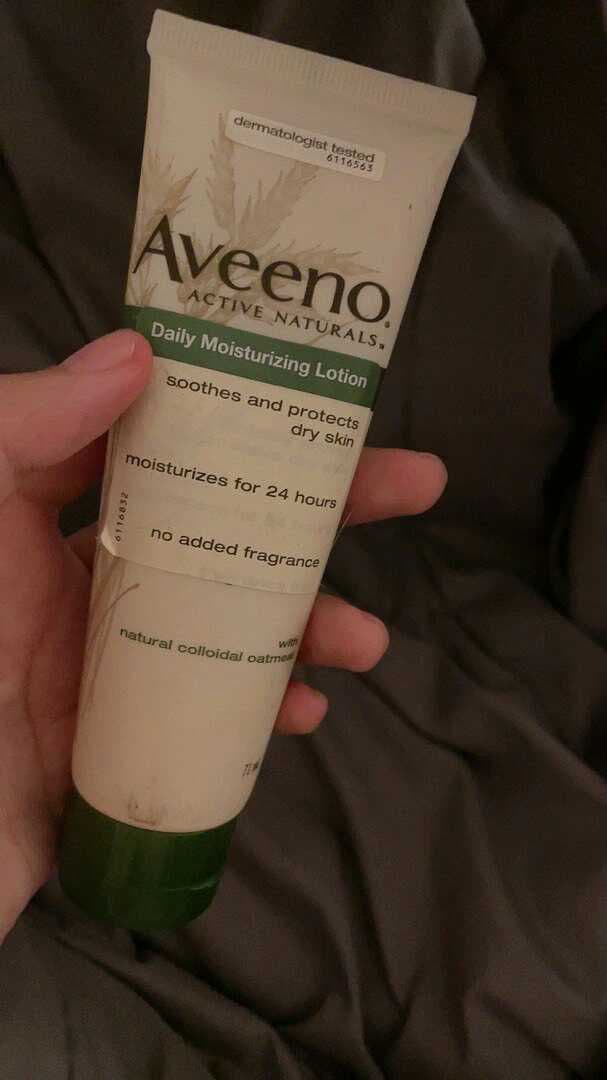 dermatologist tested
6116563
Aveeno
ACTIVE NATURALS
Daily Moisturizing Lotion
soothes and protects
dry skin
moisturizes for 24 hours
6116832
no added fragrance
with
natural colloidal oatmeal